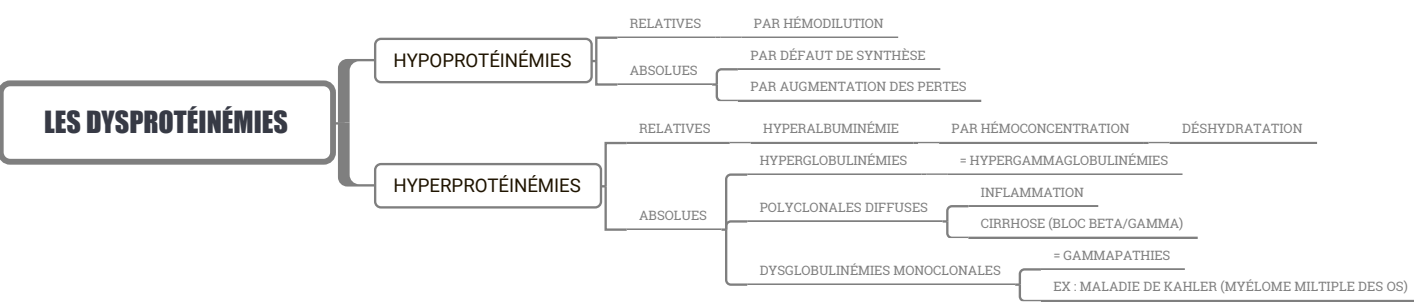 LES DYSPROTÉINÉMIES
HYPOPROTÉINÉMIES
RELATIVES
PAR HÉMODILUTION
ABSOLUES
PAR DÉFAUT DE SYNTHÈSE
PAR AUGMENTATION DES PERTES
HYPERPROTÉINÉMIES
RELATIVES
HYPERALBUMINÉMIE
PAR HÉMOCONCENTRATION
DÉSHYDRATATION
ABSOLUES
HYPERGLOBULINÉMIES
= HYPERGAMMAGLOBULINÉMIES
POLYCLONALES DIFFUSES
INFLAMMATION
CIRRHOSE (BLOC BETA/GAMMA)
DYSGLOBULINÉMIES MONOCLONALES
= GAMMAPATHIES
EX : MALADIE DE KAHLER (MYÉLOME MILTIPLE DES OS)